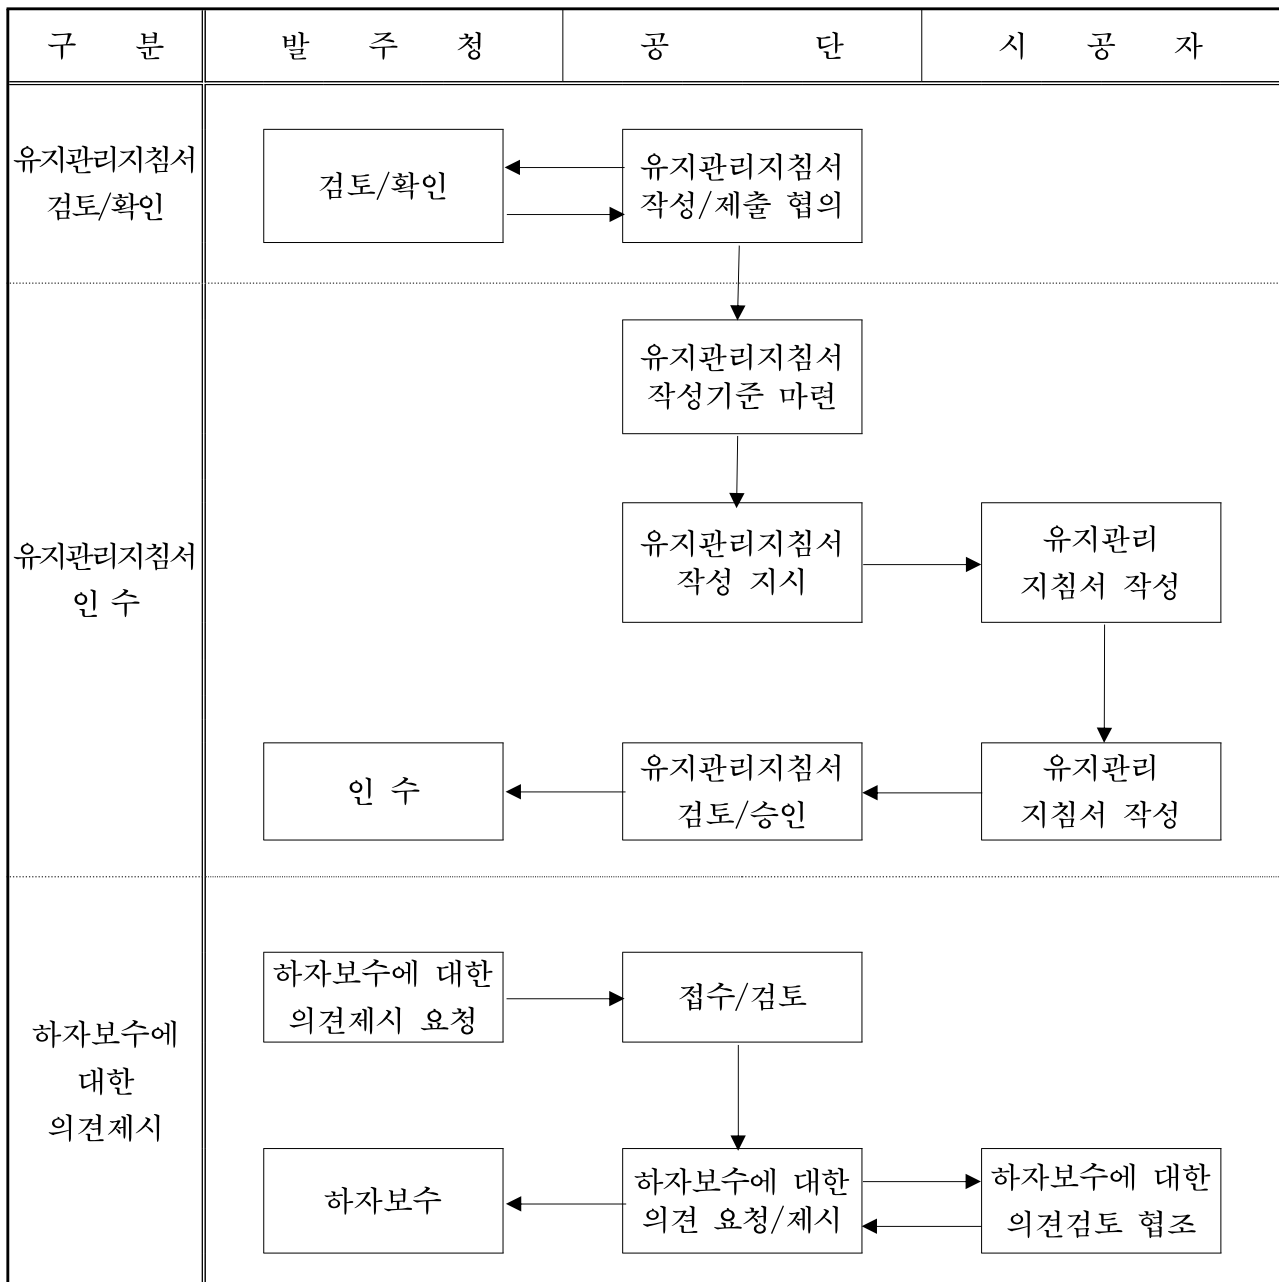 구 분
발 주 청
공 단
시 공 자
유지관리지침서
검토/확인
검토/확인
유지관리지침서
작성/제출 협의
유지관리지침서
인 수
유지관리지침서
작성기준 마련
유지관리지침서
작성 지시
유지관리
지침서 작성
인 수
유지관리지침서
검토/승인
유지관리
지침서 작성
하자보수에
대한
의견제시
하자보수에 대한
의견제시 요청
접수/검토
하자보수
하자보수에 대한
의견 요청/제시
하자보수에 대한
의견검토 협조